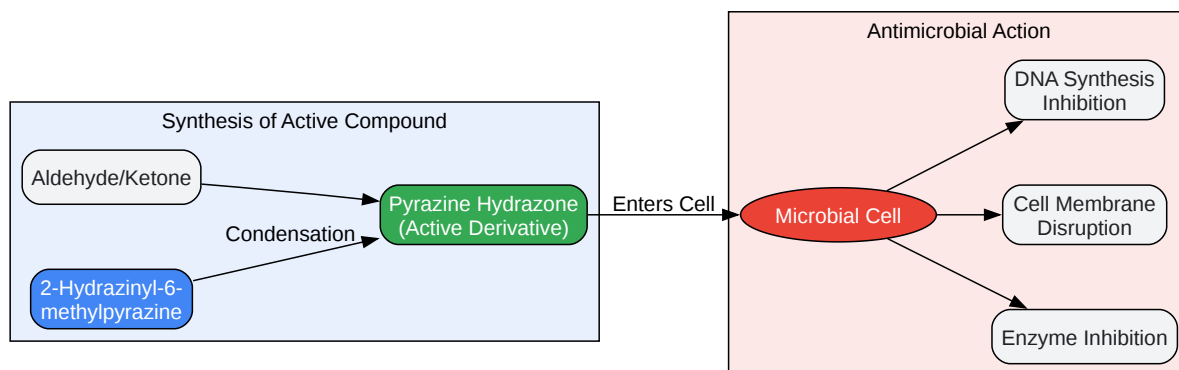 Synthesis of Active Compound
Aldehyde/Ketone
Condensation
2-Hydrazinyl-6-
methylpyrazine
Pyrazine Hydrazone
(Active Derivative)
Enters Cell
Antimicrobial Action
Microbial Cell
DNA Synthesis
Inhibition
Cell Membrane
Disruption
Enzyme Inhibition